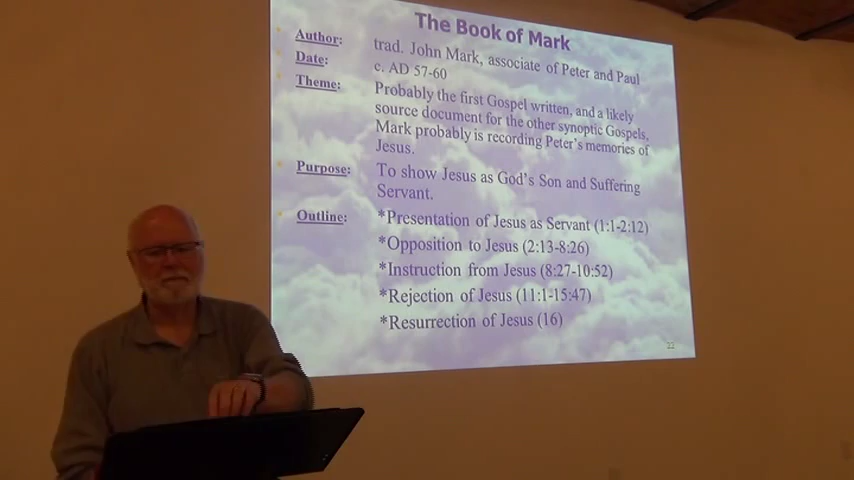 The Book of Mark
Author: trad. John Mark, associate of Peter and Paul
Date: c. AD 57-60
Theme: Probably the first Gospel written, and a likely
source document for the other synoptic Gospels,
Mark probably is recording Peter's memories of
Jesus.
Purpose: To show Jesus as God's Son and Suffering
Servant.
Outline: *Presentation of Jesus as Servant (1:1-2:12)
*Opposition to Jesus (2:13-8:26)
*Instruction from Jesus (8:27-10:52)
*Rejection of Jesus (11:1-15:47)
*Resurrection of Jesus (16)
22